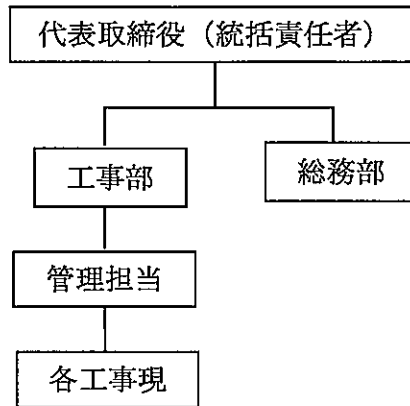 代表取締役（統括責任者）
工事部
総務部
管理担当
各工事現